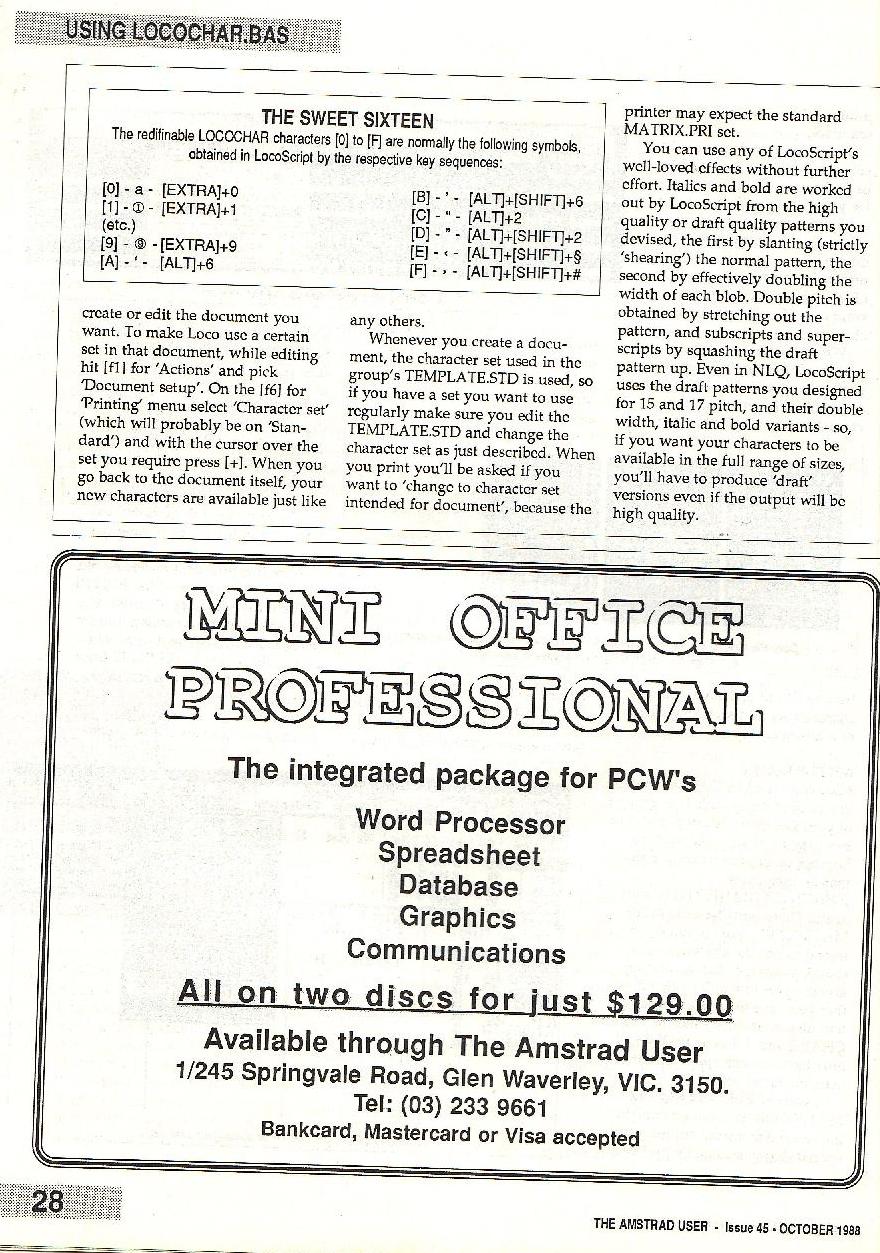 USING LOCOCHAR.BAS
THE SWEET SIXTEEN
The redifinable LOCOCHAR characters [0] to [F] are normally the following symbols,
obtained in LocoScript by the respective key sequences:
[0] - a - [EXTRA]+0
[1] - ① - [EXTRA]+1
(etc.)
[9] - ⑨ -[EXTRA]+9
[A] - ' - [ALT]+6
[B] - ' - [ALT]+[SHIFT]+6
[C] - " - [ALT]+2
[D] - " - [ALT]+[SHIFT]+2
[E] - ‹ - [ALT]+[SHIFT]+§
[F] - › - [ALT]+[SHIFT]+#
create or edit the document you
want. To make Loco use a certain
set in that document, while editing
hit [f1] for 'Actions' and pick
'Document setup'. On the [f6] for
'Printing' menu select 'Character set'
(which will probably be on 'Stan-
dard') and with the cursor over the
set you require press [+]. When you
go back to the document itself, your
new characters are available just like
any others.
Whenever you create a docu-
ment, the character set used in the
group's TEMPLATE.STD is used, so
if you have a set you want to use
regularly make sure you edit the
TEMPLATE.STD and change the
character set as just described. When
you print you'll be asked if you
want to 'change to character set
intended for document', because the
printer may expect the standard
MATRIX.PRI set.
You can use any of LocoScript's
well-loved effects without further
effort. Italics and bold are worked
out by LocoScript from the high
quality or draft quality patterns you
devised, the first by slanting (strictly
'shearing') the normal pattern, the
second by effectively doubling the
width of each blob. Double pitch is
obtained by stretching out the
pattern, and subscripts and super-
scripts by squashing the draft
pattern up. Even in NLQ, LocoScript
uses the draft patterns you designed
for 15 and 17 pitch, and their double
width, italic and bold variants - so,
if you want your characters to be
available in the full range of sizes,
you'll have to produce 'draft'
versions even if the output will be
high quality.
MINI OFFICE
PROFESSIONAL
The integrated package for PCW's
Word Processor
Spreadsheet
Database
Graphics
Communications
All on two discs for just $129.00
Available through The Amstrad User
1/245 Springvale Road, Glen Waverley, VIC. 3150.
Tel: (03) 233 9661
Bankcard, Mastercard or Visa accepted
28
THE AMSTRAD USER - Issue 45 - OCTOBER 1988